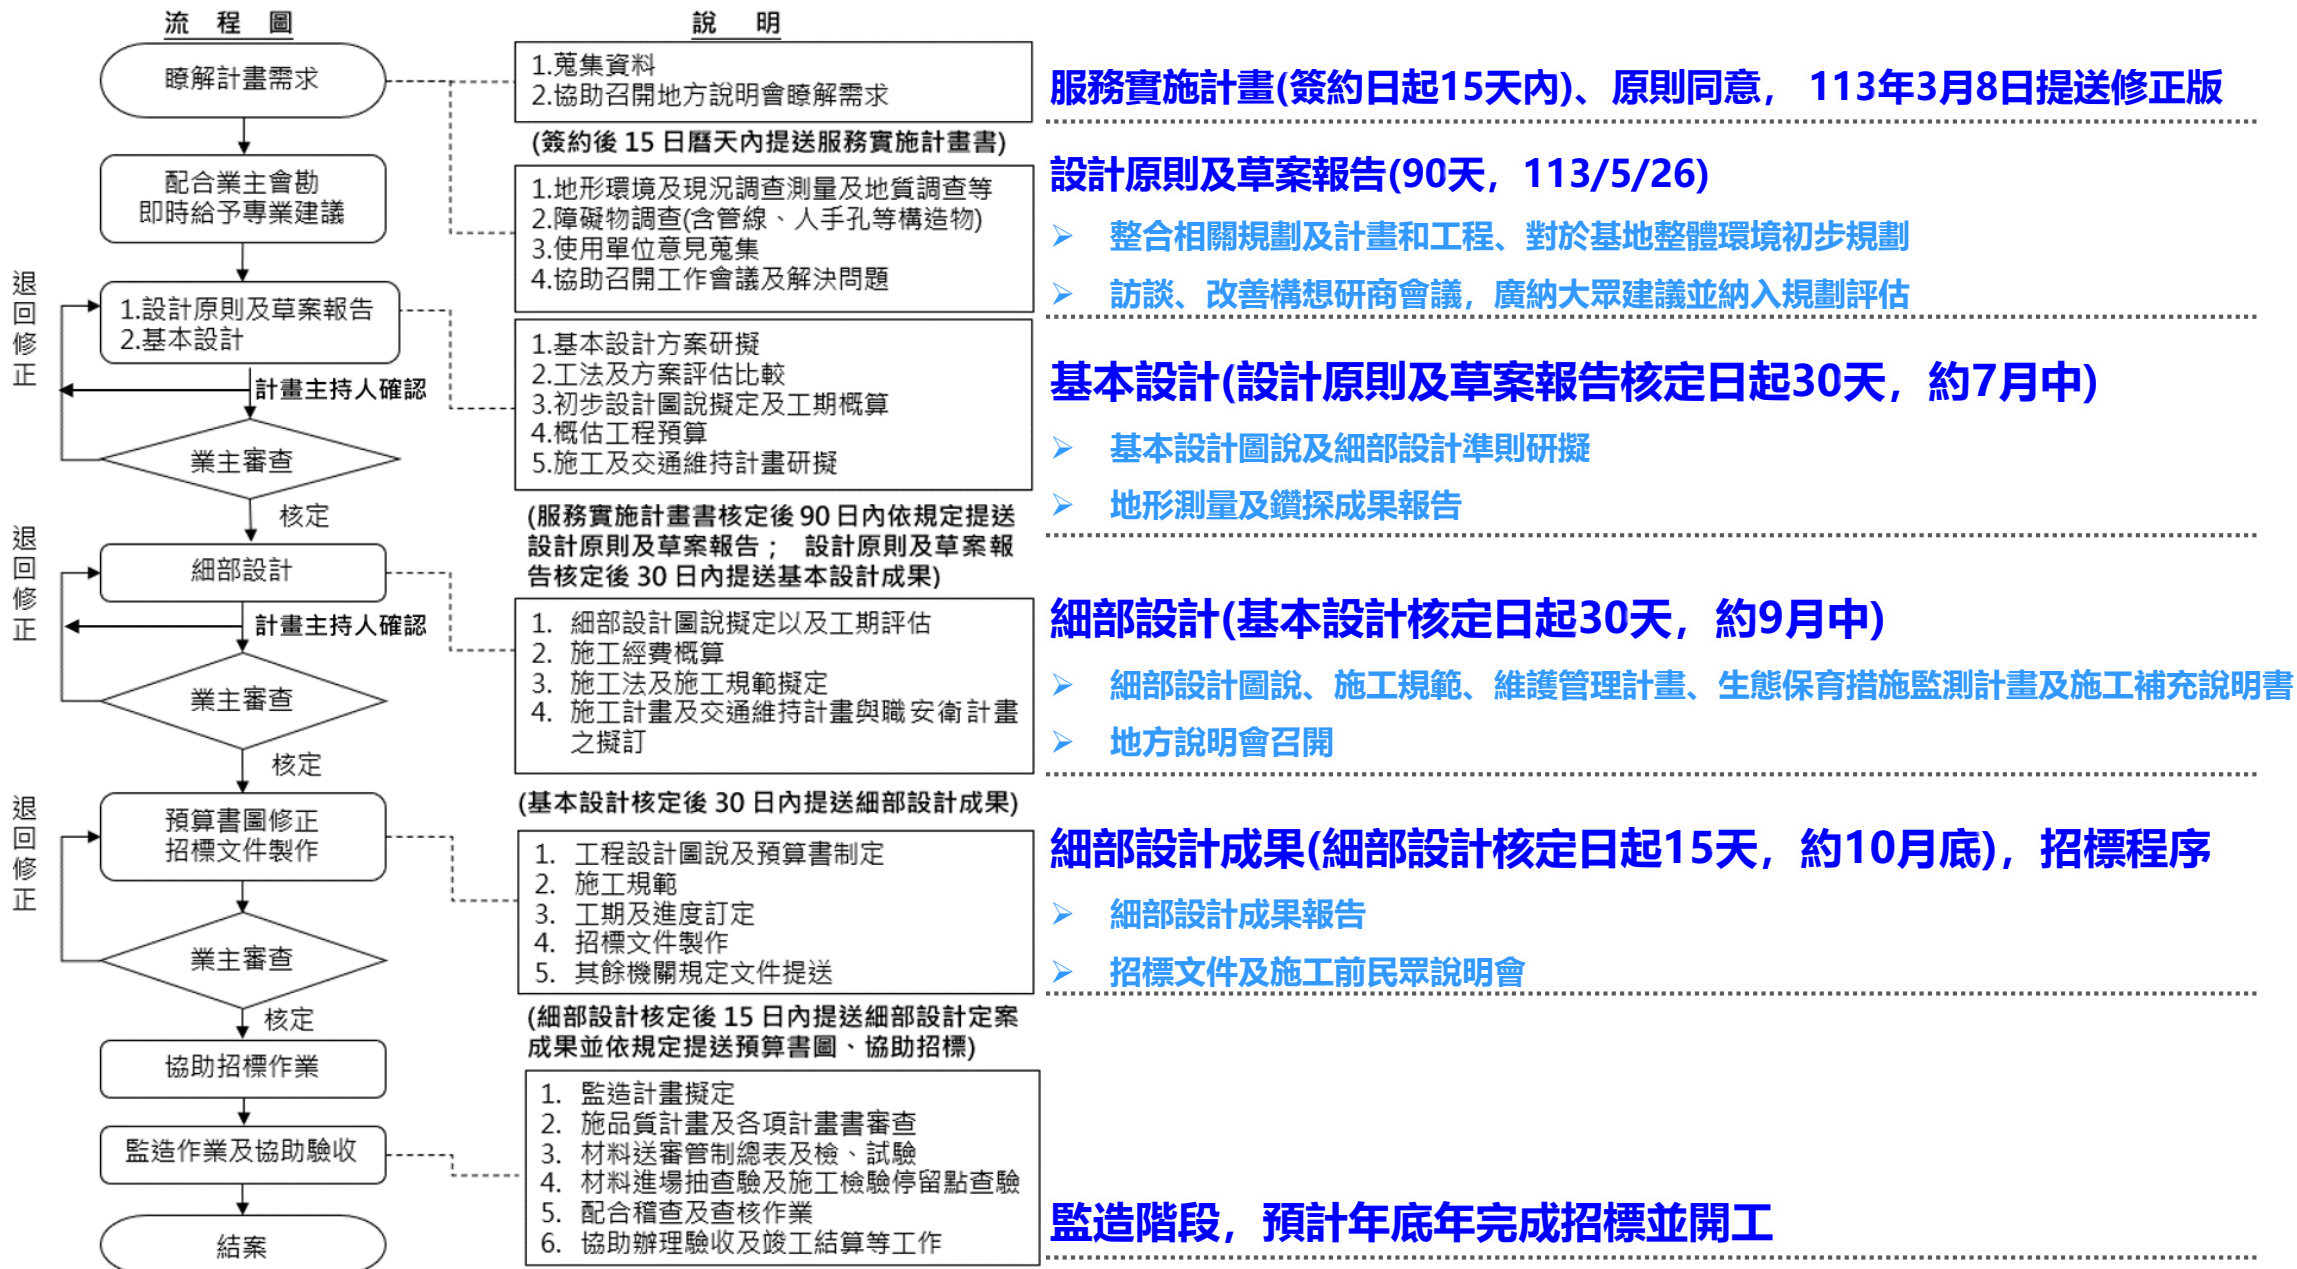 流 程 圖
瞭解計畫需求
配合業主會勘
即時給予專業建議
退回修正
1.設計原則及草案報告
2.基本設計
計畫主持人確認
業主審查
核定
退回修正
細部設計
計畫主持人確認
業主審查
核定
退回修正
預算書圖修正
招標文件製作
業主審查
核定
協助招標作業
監造作業及協助驗收
結案
說 明
1.蒐集資料
2.協助召開地方說明會瞭解需求
(簽約後 15 日曆天內提送服務實施計畫書)
1.地形環境及現況調查測量及地質調查等
2.障礙物調查(含管線、人手孔等構造物)
3.使用單位意見蒐集
4.協助召開工作會議及解決問題
1.基本設計方案研擬
2.工法及方案評估比較
3.初步設計圖說擬定及工期概算
4.概估工程預算
5.施工及交通維持計畫研擬
(服務實施計畫書核定後 90 日內依規定提送
設計原則及草案報告； 設計原則及草案報
告核定後 30 日內提送基本設計成果)
1. 細部設計圖說擬定以及工期評估
2. 施工經費概算
3. 施工法及施工規範擬定
4. 施工計畫及交通維持計畫與職安衛計畫
之擬訂
(基本設計核定後 30 日內提送細部設計成果)
1. 工程設計圖說及預算書制定
2. 施工規範
3. 工期及進度訂定
4. 招標文件製作
5. 其餘機關規定文件提送
(細部設計核定後 15 日內提送細部設計定案
成果並依規定提送預算書圖、協助招標)
1. 監造計畫擬定
2. 施品質計畫及各項計畫書審查
3. 材料送審管制總表及檢、試驗
4. 材料進場抽查驗及施工檢驗停留點查驗
5. 配合稽查及查核作業
6. 協助辦理驗收及竣工結算等工作
服務實施計畫(簽約日起15天內)、原則同意， 113年3月8日提送修正版
設計原則及草案報告(90天，113/5/26)
➢ 整合相關規劃及計畫和工程、對於基地整體環境初步規劃
➢ 訪談、改善構想研商會議，廣納大眾建議並納入規劃評估
基本設計(設計原則及草案報告核定日起30天，約7月中)
➢ 基本設計圖說及細部設計準則研擬
➢ 地形測量及鑽探成果報告
細部設計(基本設計核定日起30天，約9月中)
➢ 細部設計圖說、施工規範、維護管理計畫、生態保育措施監測計畫及施工補充說明書
➢ 地方說明會召開
細部設計成果(細部設計核定日起15天，約10月底)，招標程序
➢ 細部設計成果報告
➢ 招標文件及施工前民眾說明會
監造階段，預計年底年完成招標並開工